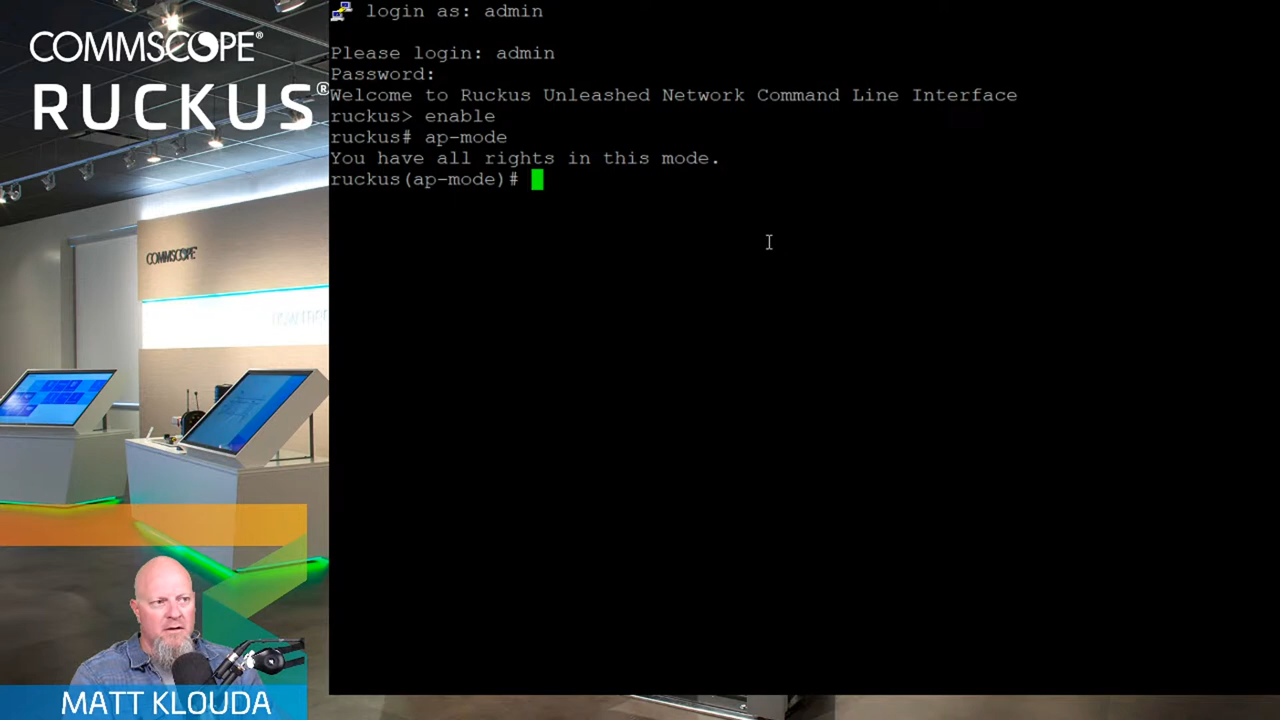 COMMSCOPE®
RUCKUS®
COMMSCOPE
MATT KLOUDA
login as: admin
Please login: admin
Password:
Welcome to Ruckus Unleashed Network Command Line Interface
ruckus> enable
ruckus# ap-mode
You have all rights in this mode.
ruckus(ap-mode)#